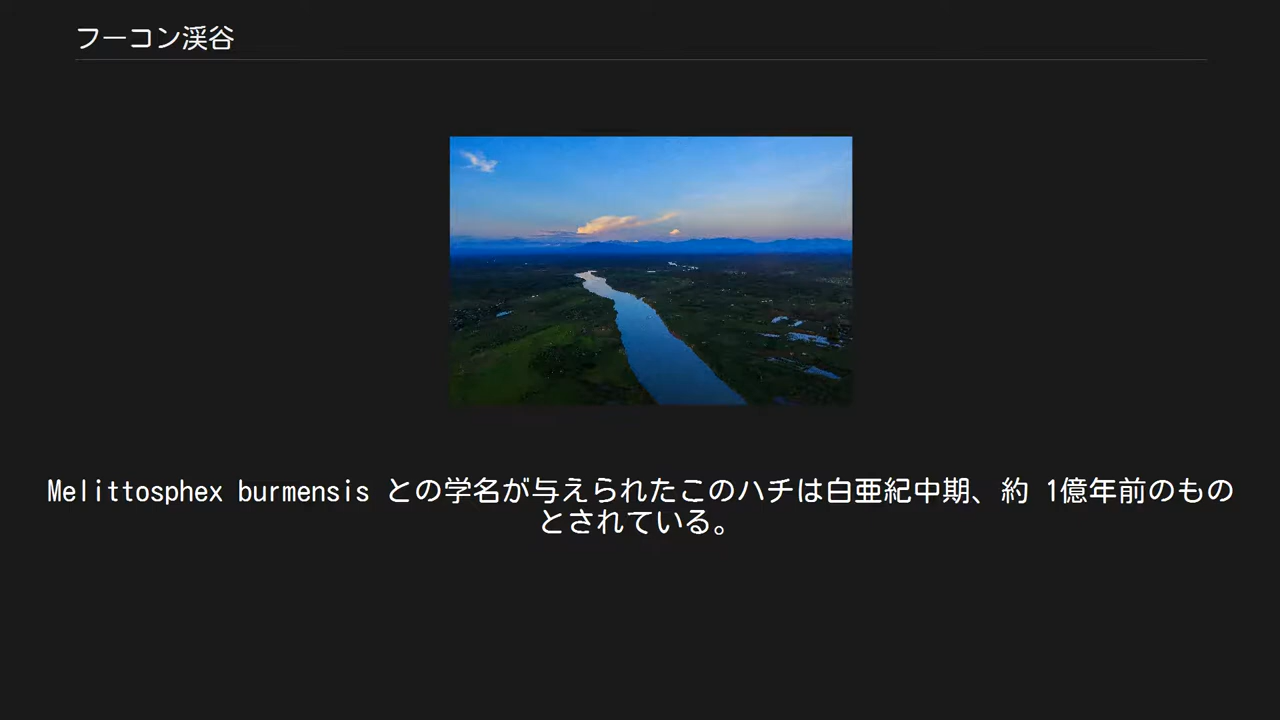 フーコン渓谷
Melittosphex burmensis との学名が与えられたこのハチは白亜紀中期、約 1億年前のもの
とされている。